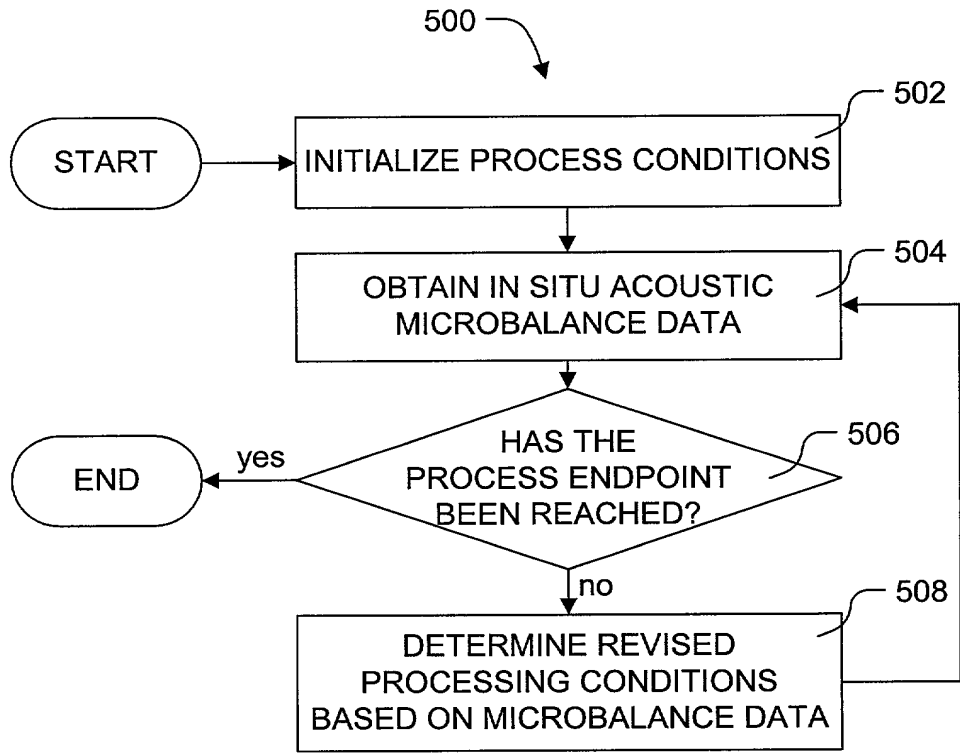 500
502
START
INITIALIZE PROCESS CONDITIONS
504
OBTAIN IN SITU ACOUSTIC
MICROBALANCE DATA
506
HAS THE
PROCESS ENDPOINT
BEEN REACHED?
yes
END
no
508
DETERMINE REVISED
PROCESSING CONDITIONS
BASED ON MICROBALANCE DATA